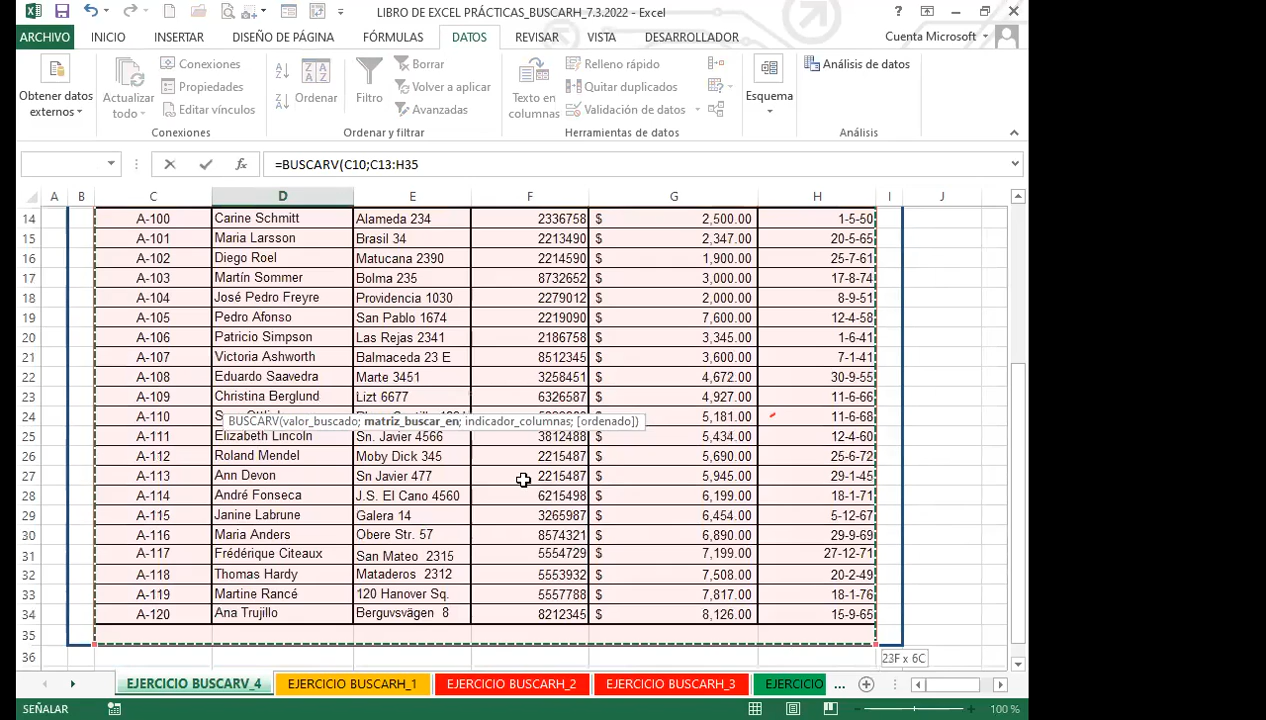 LIBRO DE EXCEL PRÁCTICAS_BUSCARH_7.3.2022 - Excel
ARCHIVO INICIO INSERTAR DISEÑO DE PÁGINA FÓRMULAS DATOS REVISAR VISTA DESARROLLADOR Cuenta Microsoft
Obtener datos externos
Actualizar todo
Conexiones
Propiedades
Editar vínculos
Conexiones
Ordenar
Filtro
Borrar
Volver a aplicar
Avanzadas
Ordenar y filtrar
Texto en columnas
Relleno rápido
Quitar duplicados
Validación de datos
Herramientas de datos
Esquema
Análisis de datos
Análisis
fx =BUSCARV(C10;C13:H35
A B C D E F G H I J
14 A-100 Carine Schmitt Alameda 234 2336758 $ 2,500.00 1-5-50
15 A-101 Maria Larsson Brasil 34 2213490 $ 2,347.00 20-5-65
16 A-102 Diego Roel Matucana 2390 2214590 $ 1,900.00 25-7-61
17 A-103 Martín Sommer Bolma 235 8732652 $ 3,000.00 17-8-74
18 A-104 José Pedro Freyre Providencia 1030 2279012 $ 2,000.00 8-9-51
19 A-105 Pedro Afonso San Pablo 1674 2219090 $ 7,600.00 12-4-58
20 A-106 Patricio Simpson Las Rejas 2341 2186758 $ 3,345.00 1-6-41
21 A-107 Victoria Ashworth Balmaceda 23 E 8512345 $ 3,600.00 7-1-41
22 A-108 Eduardo Saavedra Marte 3451 3258451 $ 4,672.00 30-9-55
23 A-109 Christina Berglund Lizt 6677 6326587 $ 4,927.00 11-6-66
24 A-110 $ 5,181.00 11-6-68
BUSCARV(valor_buscado; matriz_buscar_en; indicador_columnas; [ordenado])
25 A-111 Elizabeth Lincoln Sn. Javier 4566 3812488 $ 5,434.00 12-4-60
26 A-112 Roland Mendel Moby Dick 345 2215487 $ 5,690.00 25-6-72
27 A-113 Ann Devon Sn Javier 477 2215487 $ 5,945.00 29-1-45
28 A-114 André Fonseca J.S. El Cano 4560 6215498 $ 6,199.00 18-1-71
29 A-115 Janine Labrune Galera 14 3265987 $ 6,454.00 5-12-67
30 A-116 Maria Anders Obere Str. 57 8574321 $ 6,890.00 29-9-69
31 A-117 Frédérique Citeaux San Mateo 2315 5554729 $ 7,199.00 27-12-71
32 A-118 Thomas Hardy Mataderos 2312 5553932 $ 7,508.00 20-2-49
33 A-119 Martine Rancé 120 Hanover Sq. 5557788 $ 7,817.00 18-1-76
34 A-120 Ana Trujillo Berguvsvägen 8 8212345 $ 8,126.00 15-9-65
35
36
23F x 6C
EJERCICIO BUSCARV_4 EJERCICIO BUSCARH_1 EJERCICIO BUSCARH_2 EJERCICIO BUSCARH_3 EJERCICIO ...
SEÑALAR 100 %